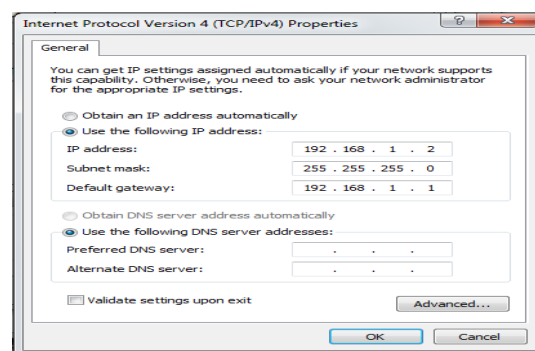 Internet Protocol Version 4 (TCP/IPv4) Properties
General
You can get IP settings assigned automatically if your network supports
this capability. Otherwise, you need to ask your network administrator
for the appropriate IP settings.
Obtain an IP address automatically
Use the following IP address:
IP address: 192 . 168 . 1 . 2
Subnet mask: 255 . 255 . 255 . 0
Default gateway: 192 . 168 . 1 . 1
Obtain DNS server address automatically
Use the following DNS server addresses:
Preferred DNS server: . . .
Alternate DNS server: . . .
Validate settings upon exit
Advanced...
OK Cancel